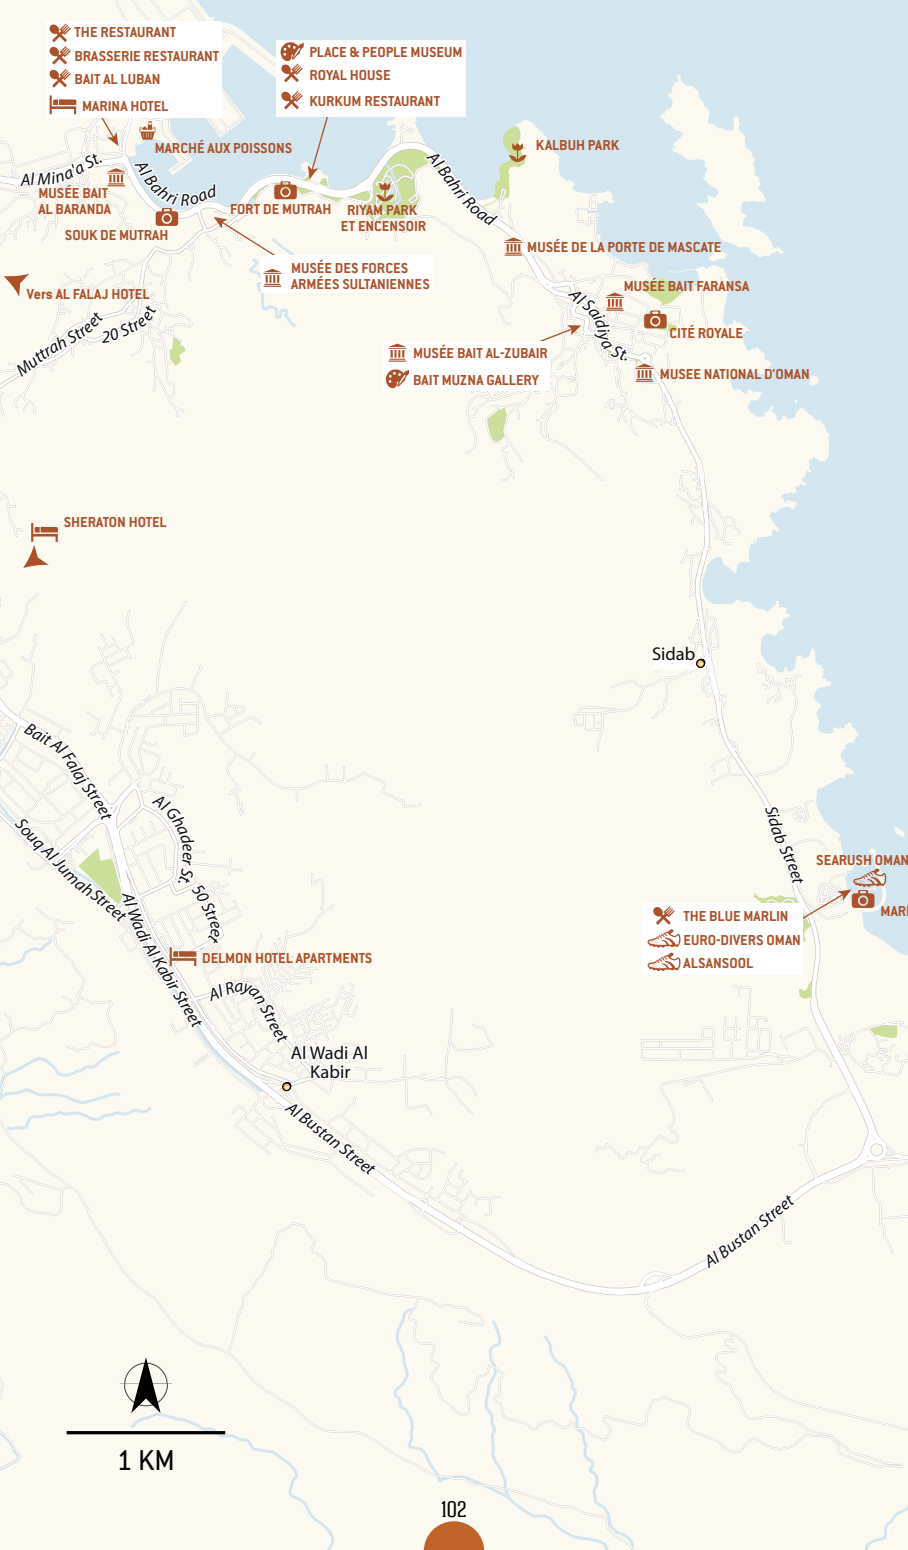 THE RESTAURANT
BRASSERIE RESTAURANT
BAIT AL LUBAN
MARINA HOTEL
PLACE & PEOPLE MUSEUM
ROYAL HOUSE
KURKUM RESTAURANT
MARCHÉ AUX POISSONS
KALBUH PARK
Al Mina'a St.
Al Bahri Road
Al Bahri Road
MUSÉE BAIT
AL BARANDA
FORT DE MUTRAH
RIYAM PARK
ET ENCENSOIR
SOUK DE MUTRAH
MUSÉE DE LA PORTE DE MASCATE
MUSÉE DES FORCES
ARMÉES SULTANIENNES
MUSÉE BAIT FARANSA
Vers AL FALAJ HOTEL
Al Saidiya St.
CITÉ ROYALE
Muttrah Street
20 Street
MUSÉE BAIT AL-ZUBAIR
BAIT MUZNA GALLERY
MUSEE NATIONAL D'OMAN
SHERATON HOTEL
Sidab
Bait Al Falaj Street
Al Ghadeer St.
Souq Al Jumah Street
Sidab Street
SEARUSH OMAN
50 Street
Al Wadi Al Kabir Street
THE BLUE MARLIN
EURO-DIVERS OMAN
ALSANSOOL
DELMON HOTEL APARTMENTS
Al Rayan Street
Al Wadi Al
Kabir
Al Bustan Street
Al Bustan Street
1 KM
102